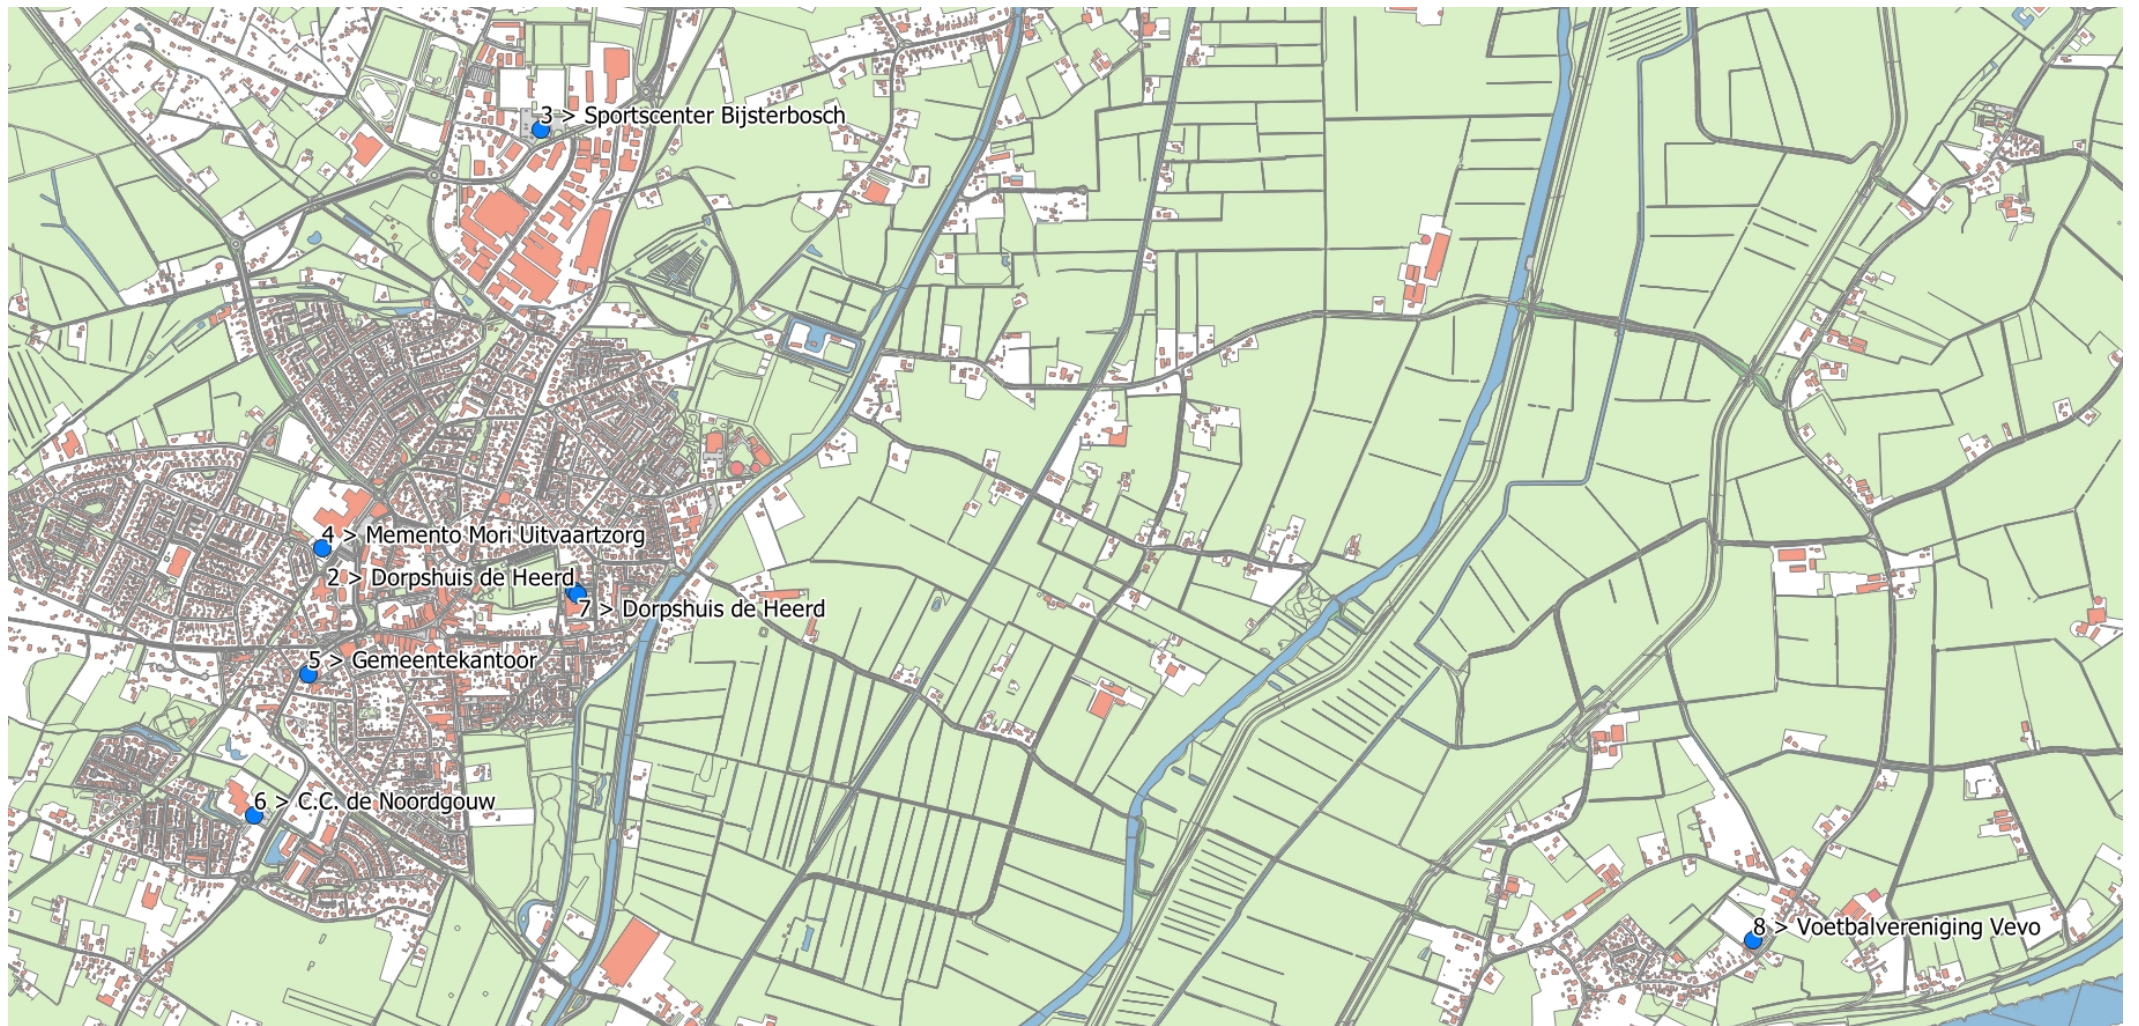 3 > Sportscenter Bijsterbosch
4 > Memento Mori Uitvaartzorg
2 > Dorpshuis de Heerd
7 > Dorpshuis de Heerd
5 > Gemeentekantoor
6 > C.C. de Noordgouw
8 > Voetbalvereniging Vevo